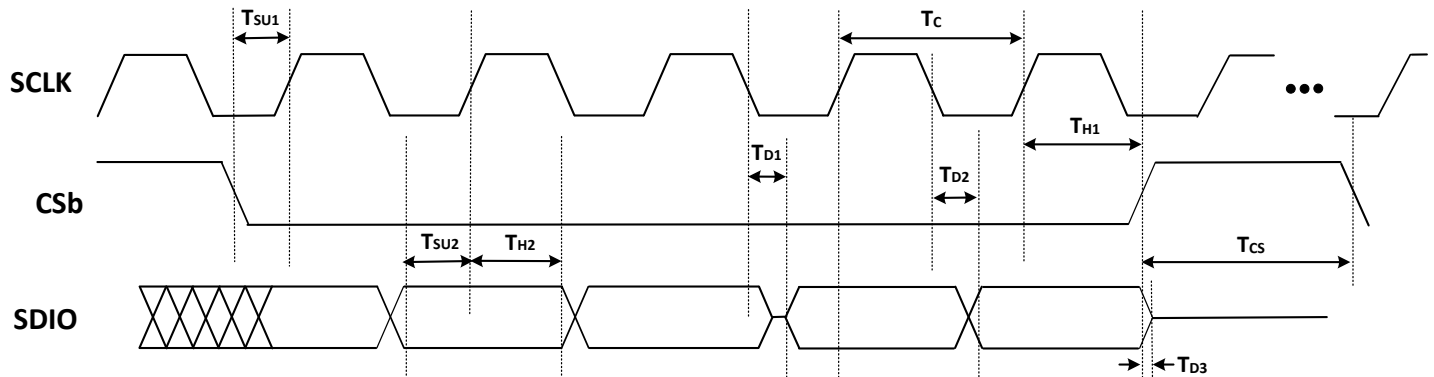 TSU1
TC
SCLK
•••
TH1
TD1
TD2
CSb
TSU2
TH2
TCS
SDIO
TD3